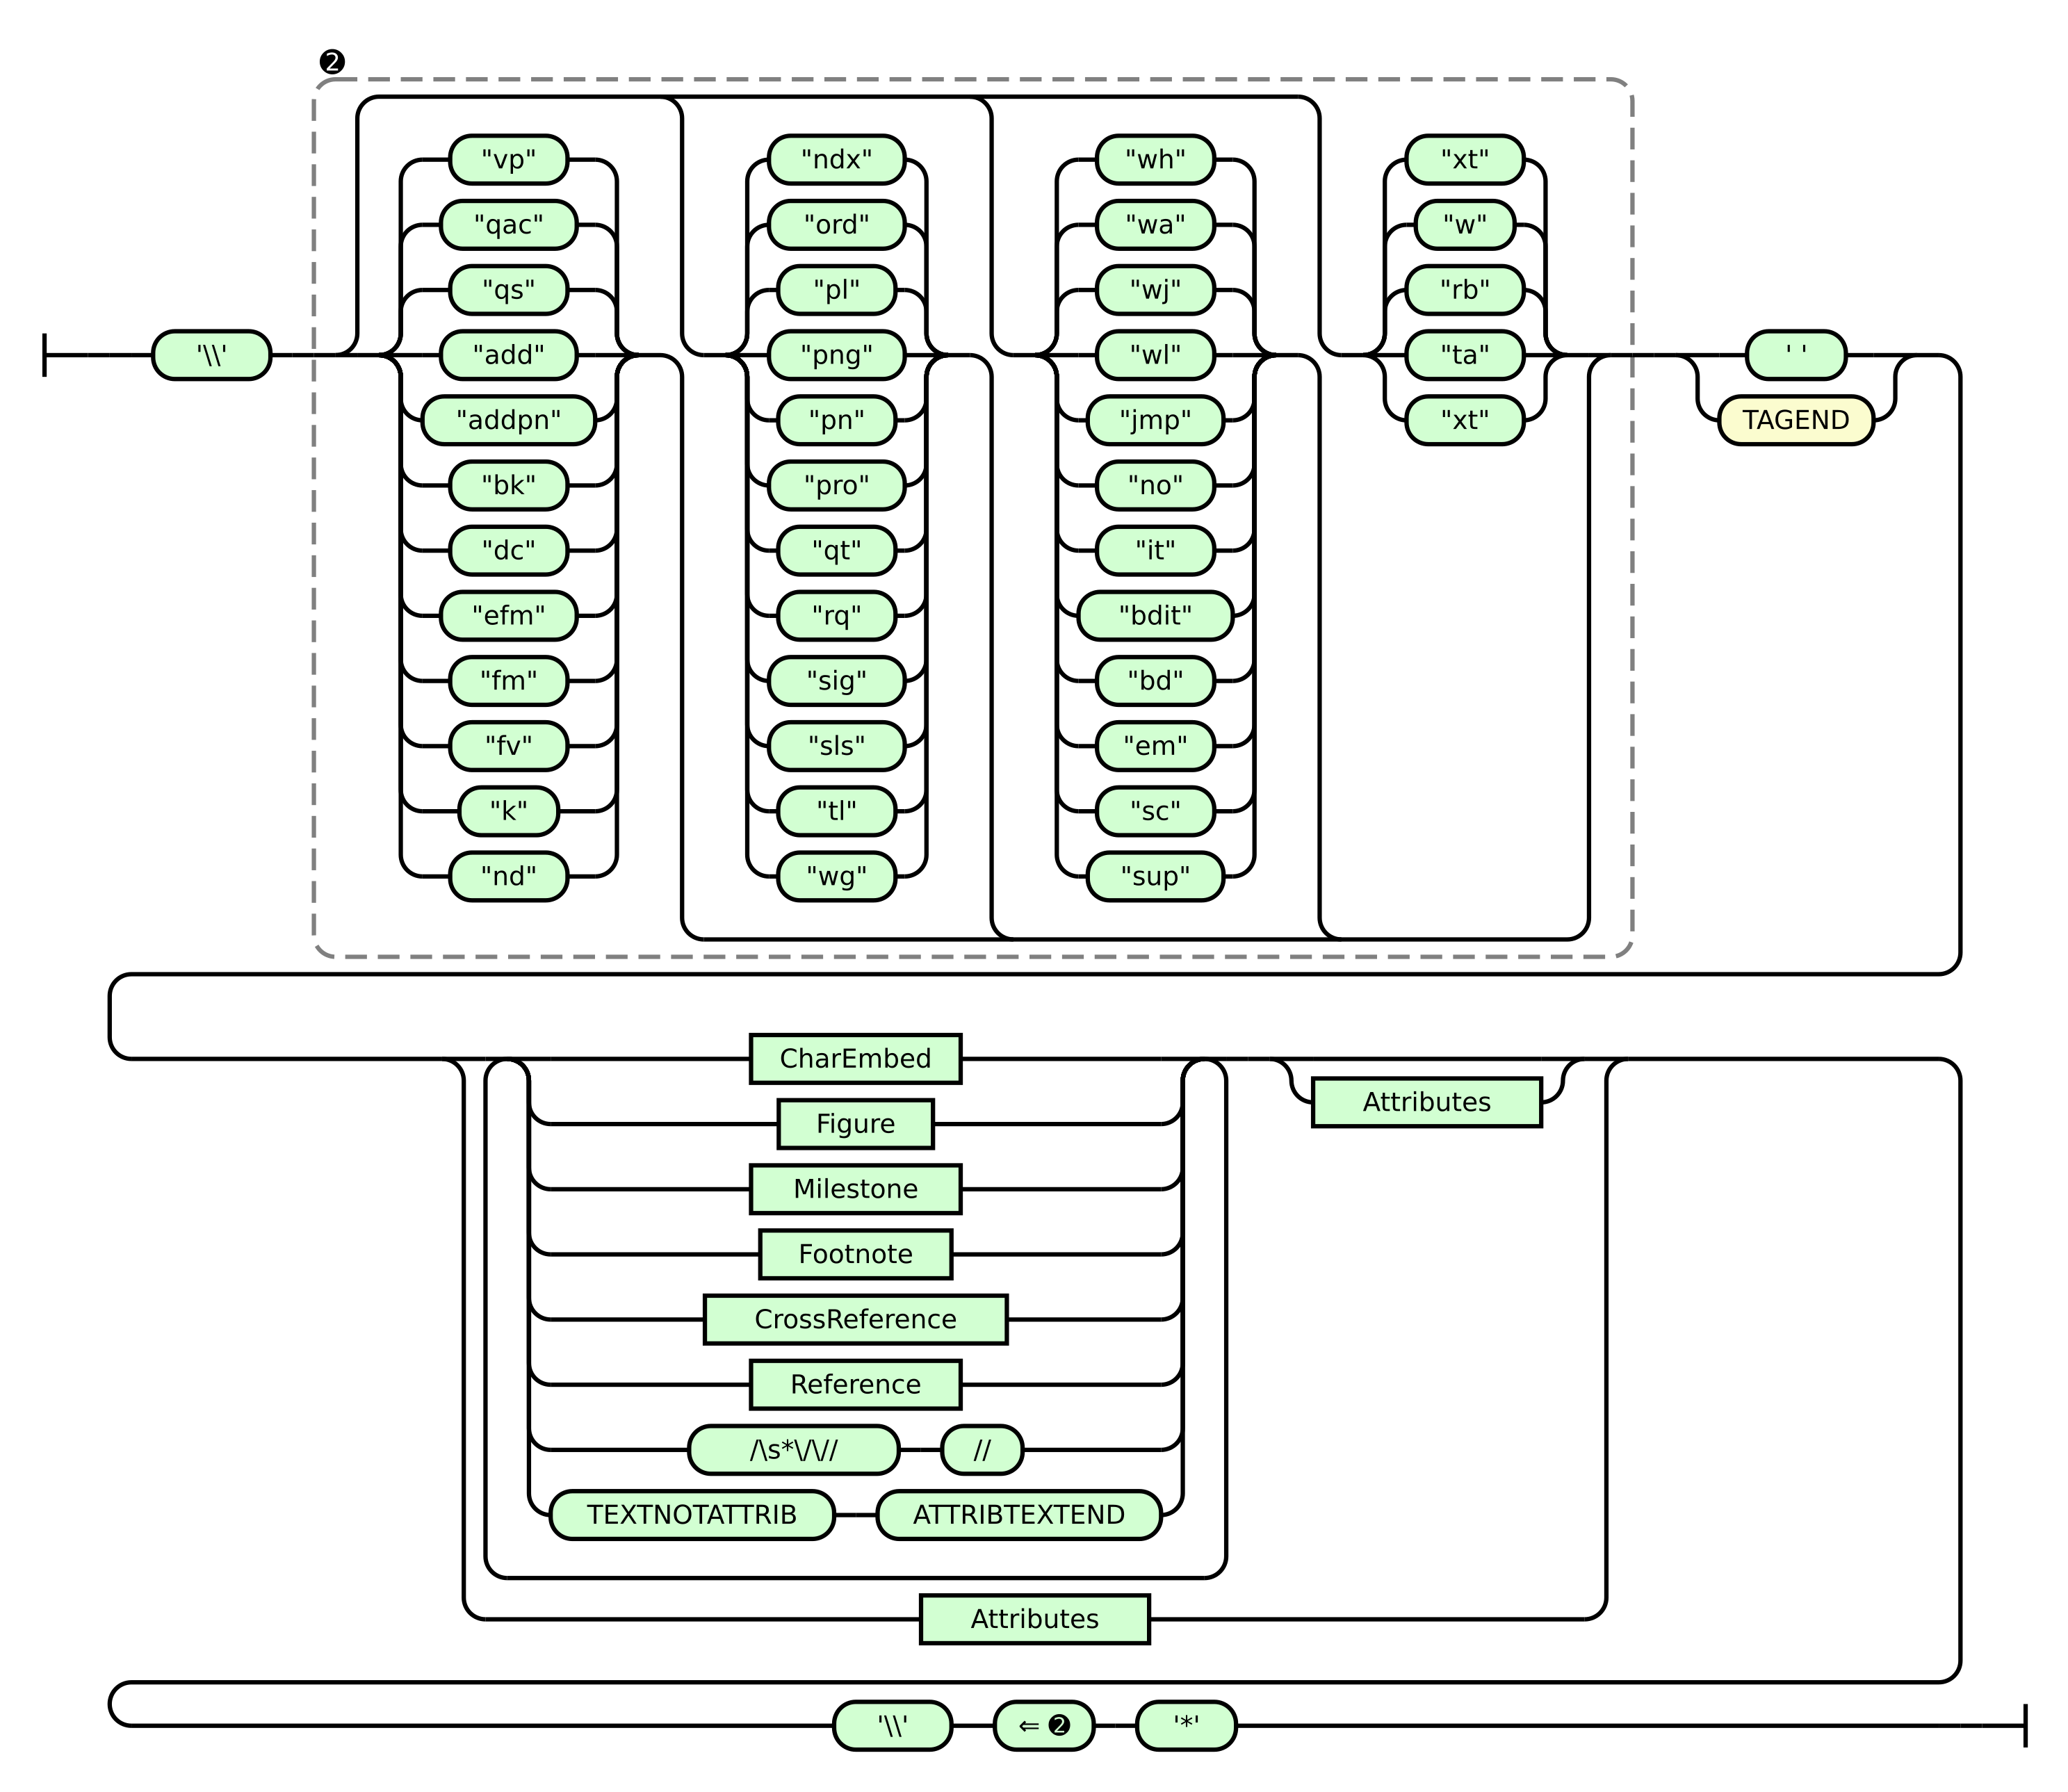 ❷
"vp" "ndx" "wh" "xt"
"qac" "ord" "wa" "w"
"qs" "pl" "wj" "rb"
'\\' "add" "png" "wl" "ta" ' '
"addpn" "pn" "jmp" "xt" TAGEND
"bk" "pro" "no"
"dc" "qt" "it"
"efm" "rq" "bdit"
"fm" "sig" "bd"
"fv" "sls" "em"
"k" "tl" "sc"
"nd" "wg" "sup"
CharEmbed
Attributes
Figure
Milestone
Footnote
CrossReference
Reference
/\s*\/\// //
TEXTNOTATTRIB ATTRIBTEXTEND
Attributes
'\\' ⇐ ❷ '*'